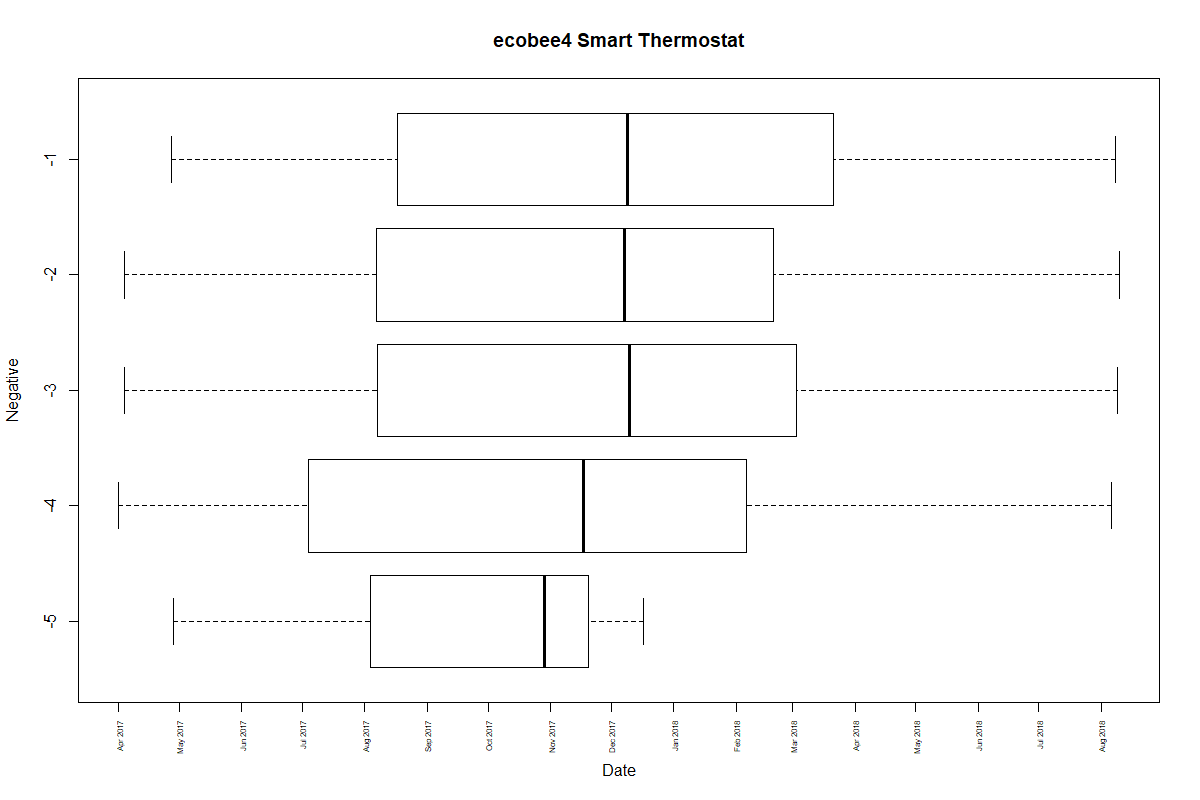 ecobee4 Smart Thermostat
Negative
-1
-2
-3
-4
-5
Apr 2017
May 2017
Jun 2017
Jul 2017
Aug 2017
Sep 2017
Oct 2017
Nov 2017
Dec 2017
Jan 2018
Feb 2018
Mar 2018
Apr 2018
May 2018
Jun 2018
Jul 2018
Aug 2018
Date